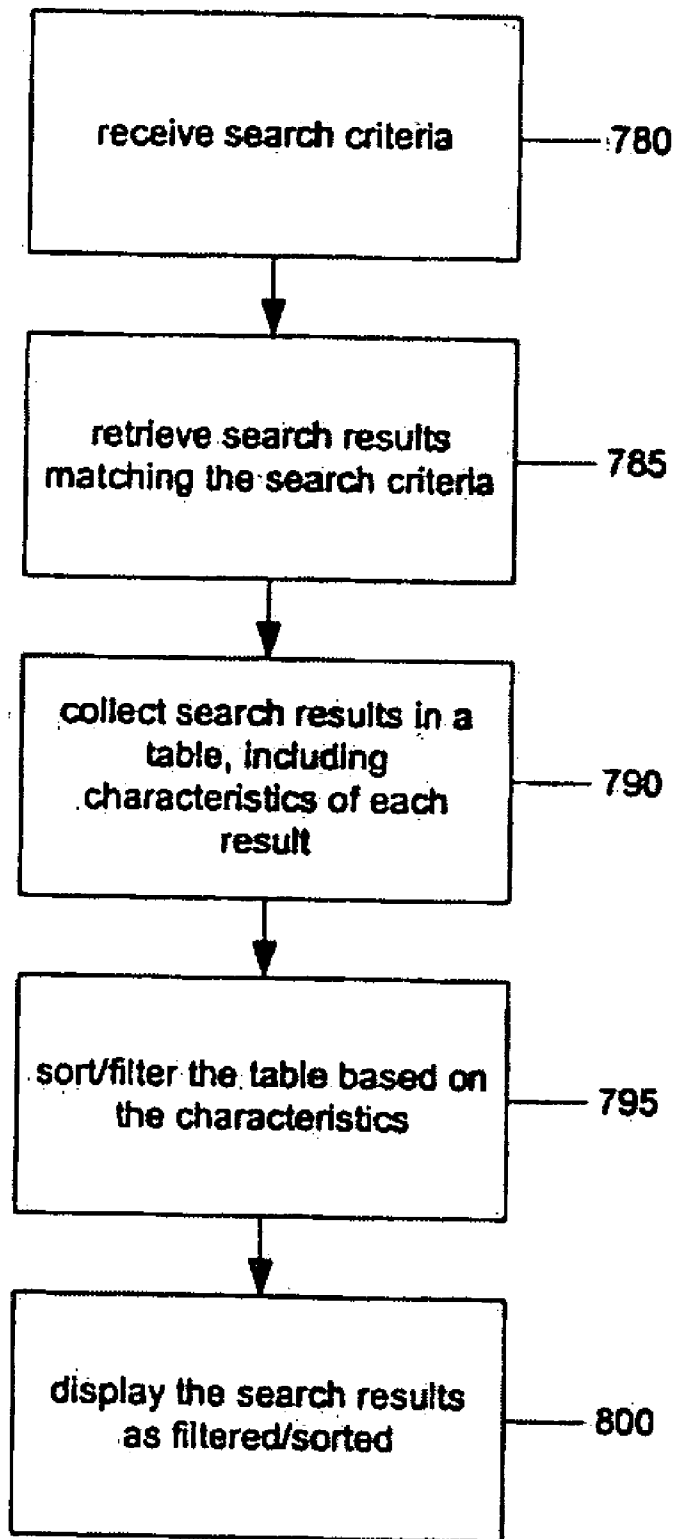 receive search criteria
780
retrieve search results
matching the search criteria
785
collect search results in a
table, including
characteristics of each
result
790
sort/filter the table based on
the characteristics
795
display the search results
as filtered/sorted
800